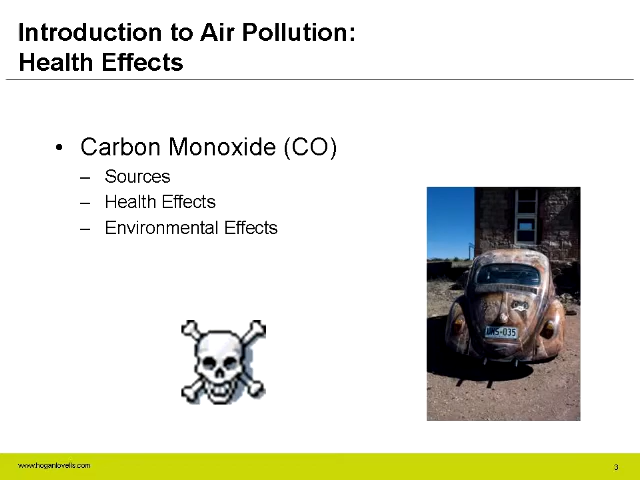 Introduction to Air Pollution:
Health Effects
• Carbon Monoxide (CO)
– Sources
– Health Effects
– Environmental Effects
www.hoganlovells.com
3